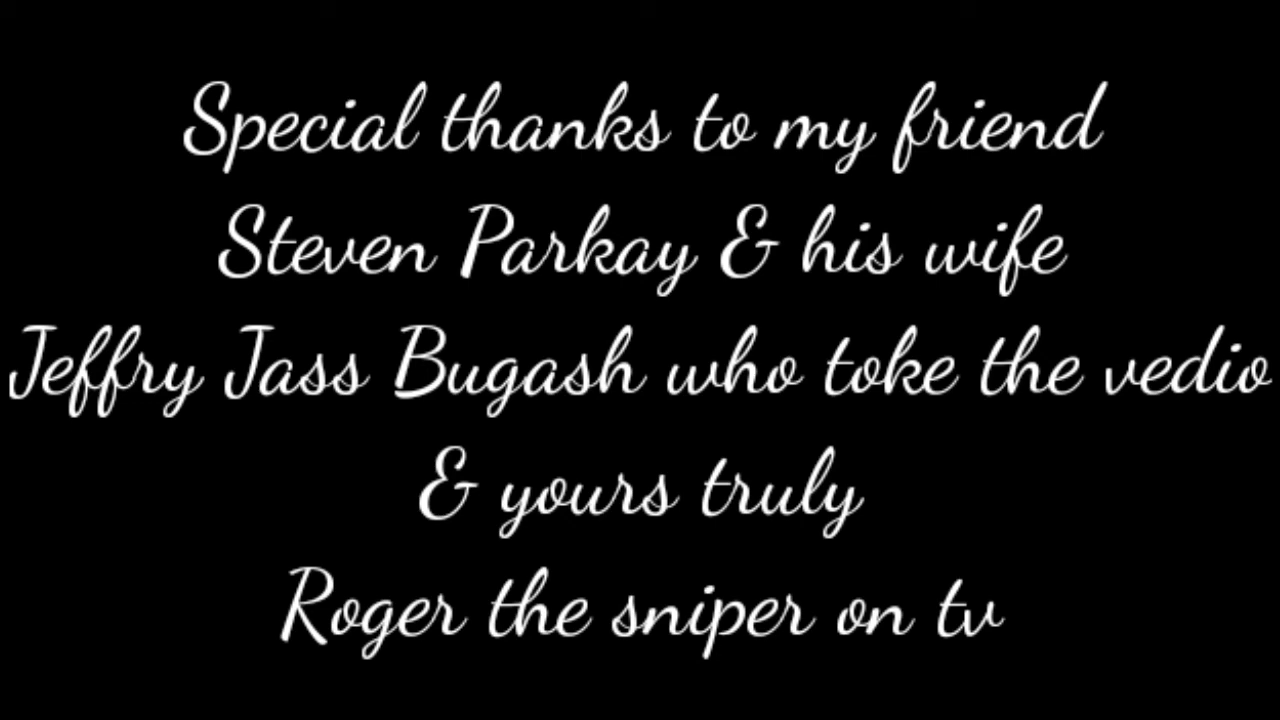 Special thanks to my friend
Steven Parkay & his wife
Jeffry Jass Bugash who toke the vedio
& yours truly
Roger the sniper on tv